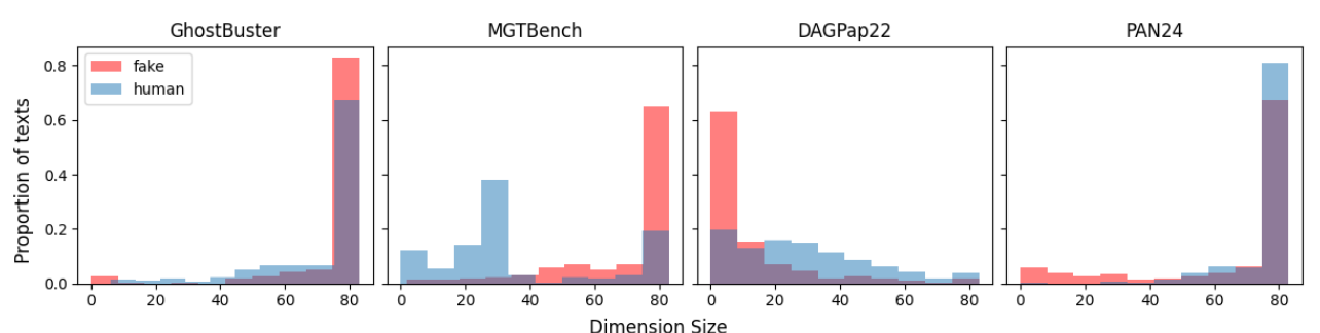 GhostBuster
MGTBench
DAGPap22
PAN24
fake
human
Proportion of texts
0.8
0.6
0.4
0.2
0.0
0 20 40 60 80
0 20 40 60 80
0 20 40 60 80
0 20 40 60 80
Dimension Size